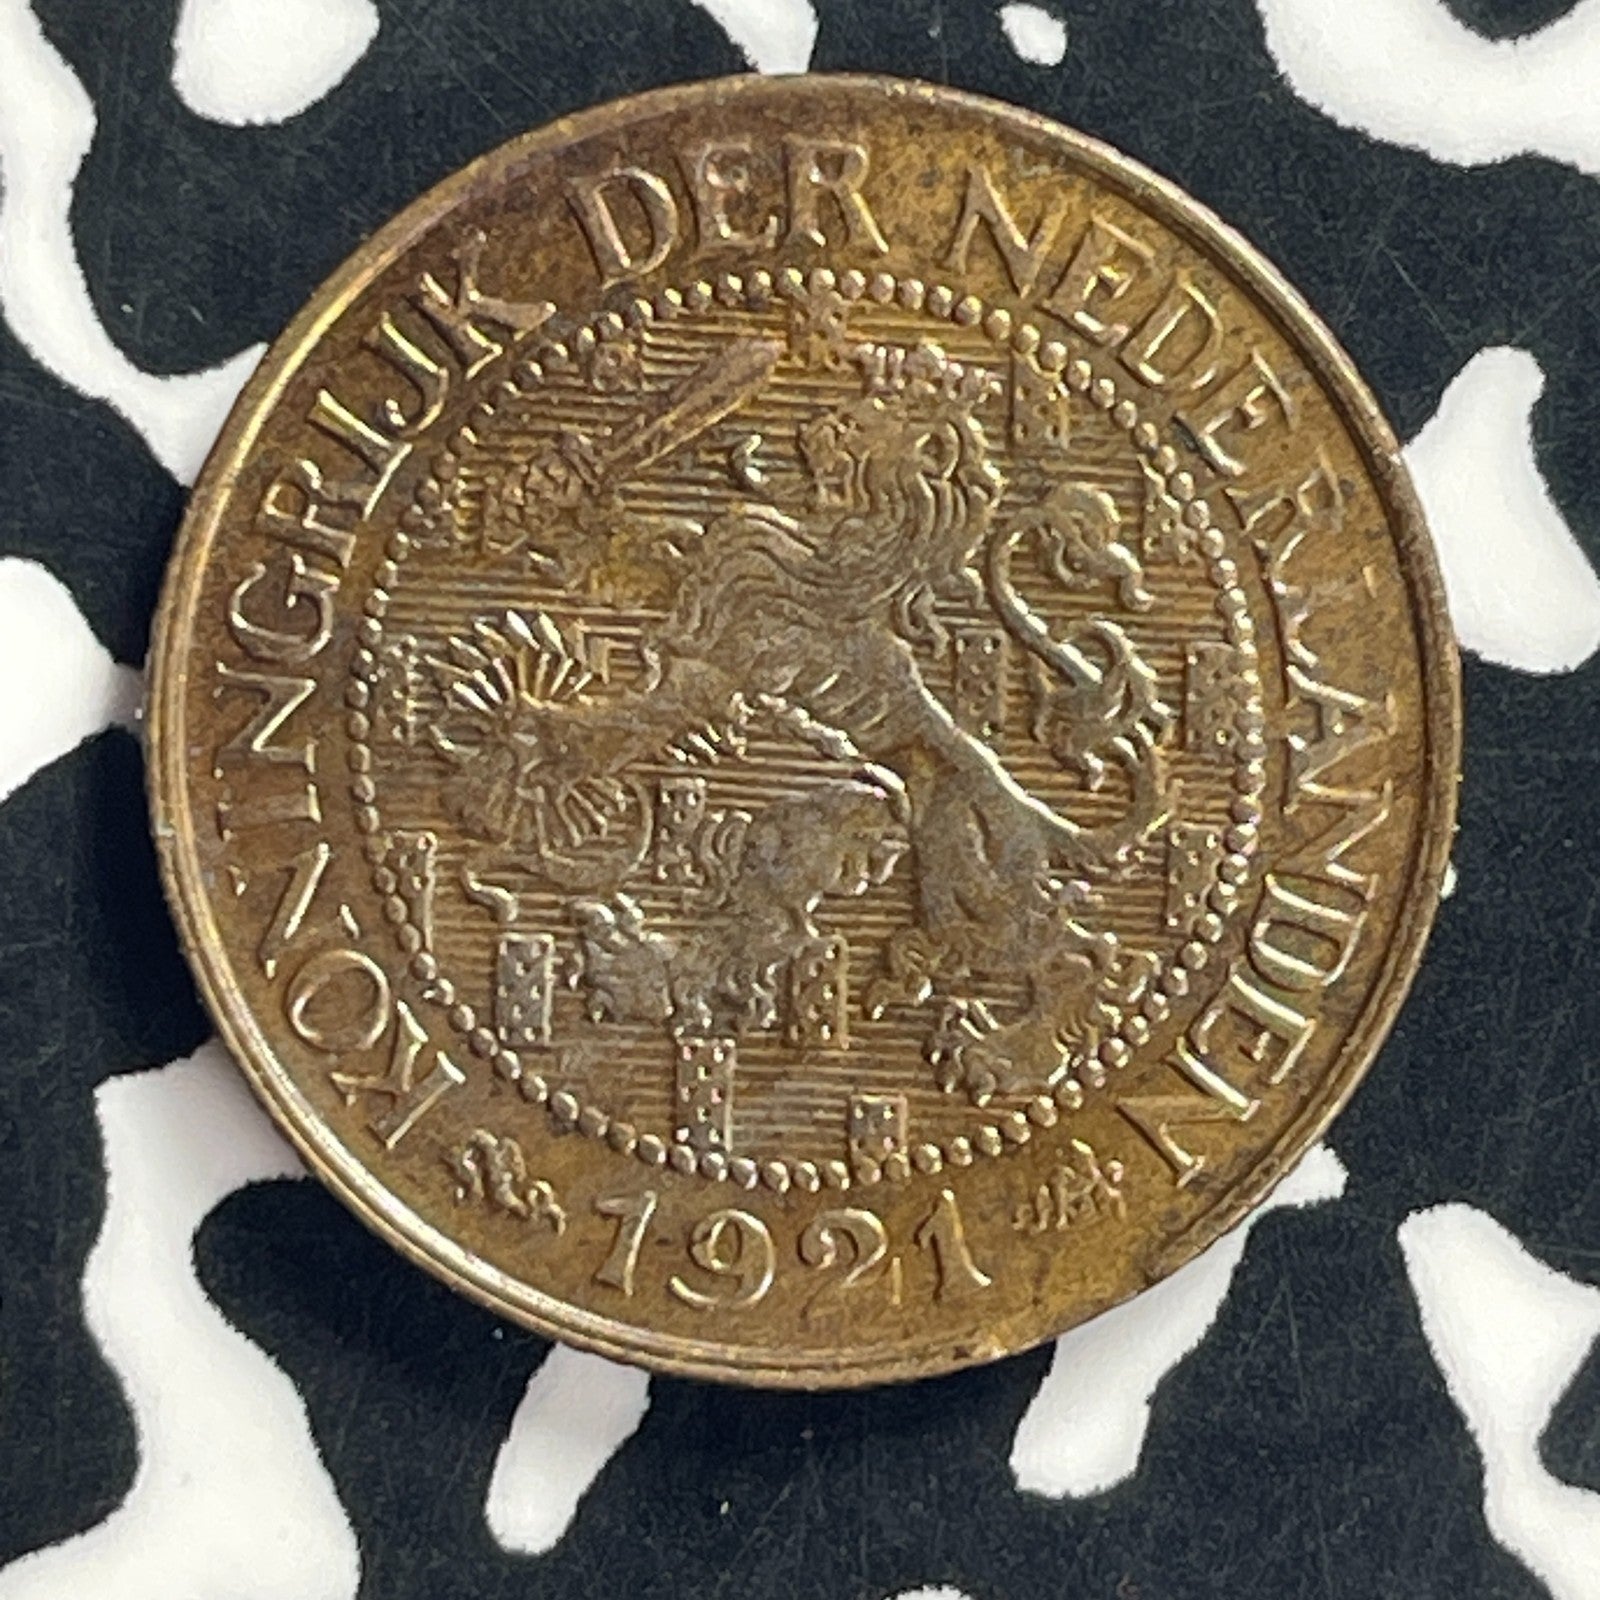 KONINGRIJK DER NEDERLANDEN
1921